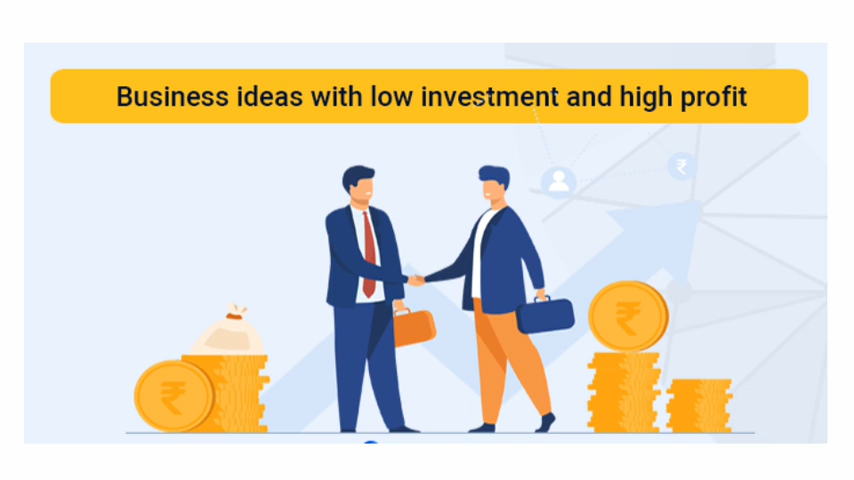 Business ideas with low investment and high profit
₹
₹
₹